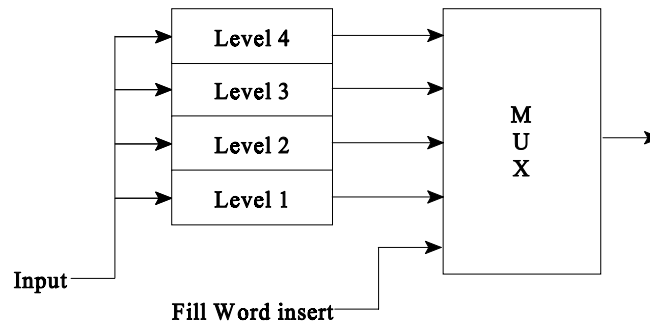 Level 4
Level 3
Level 2
Level 1
M
U
X
Input
Fill Word insert